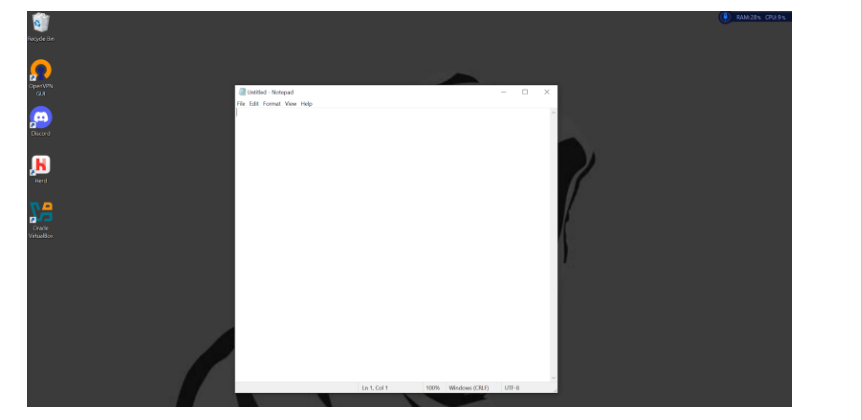 Recycle Bin
OpenVPN
GUI
Discord
Nerd
Oracle
VirtualBox
RAM:28% CPU:9%
Untitled - Notepad
File Edit Format View Help
Ln 1, Col 1 100% Windows (CRLF) UTF-8